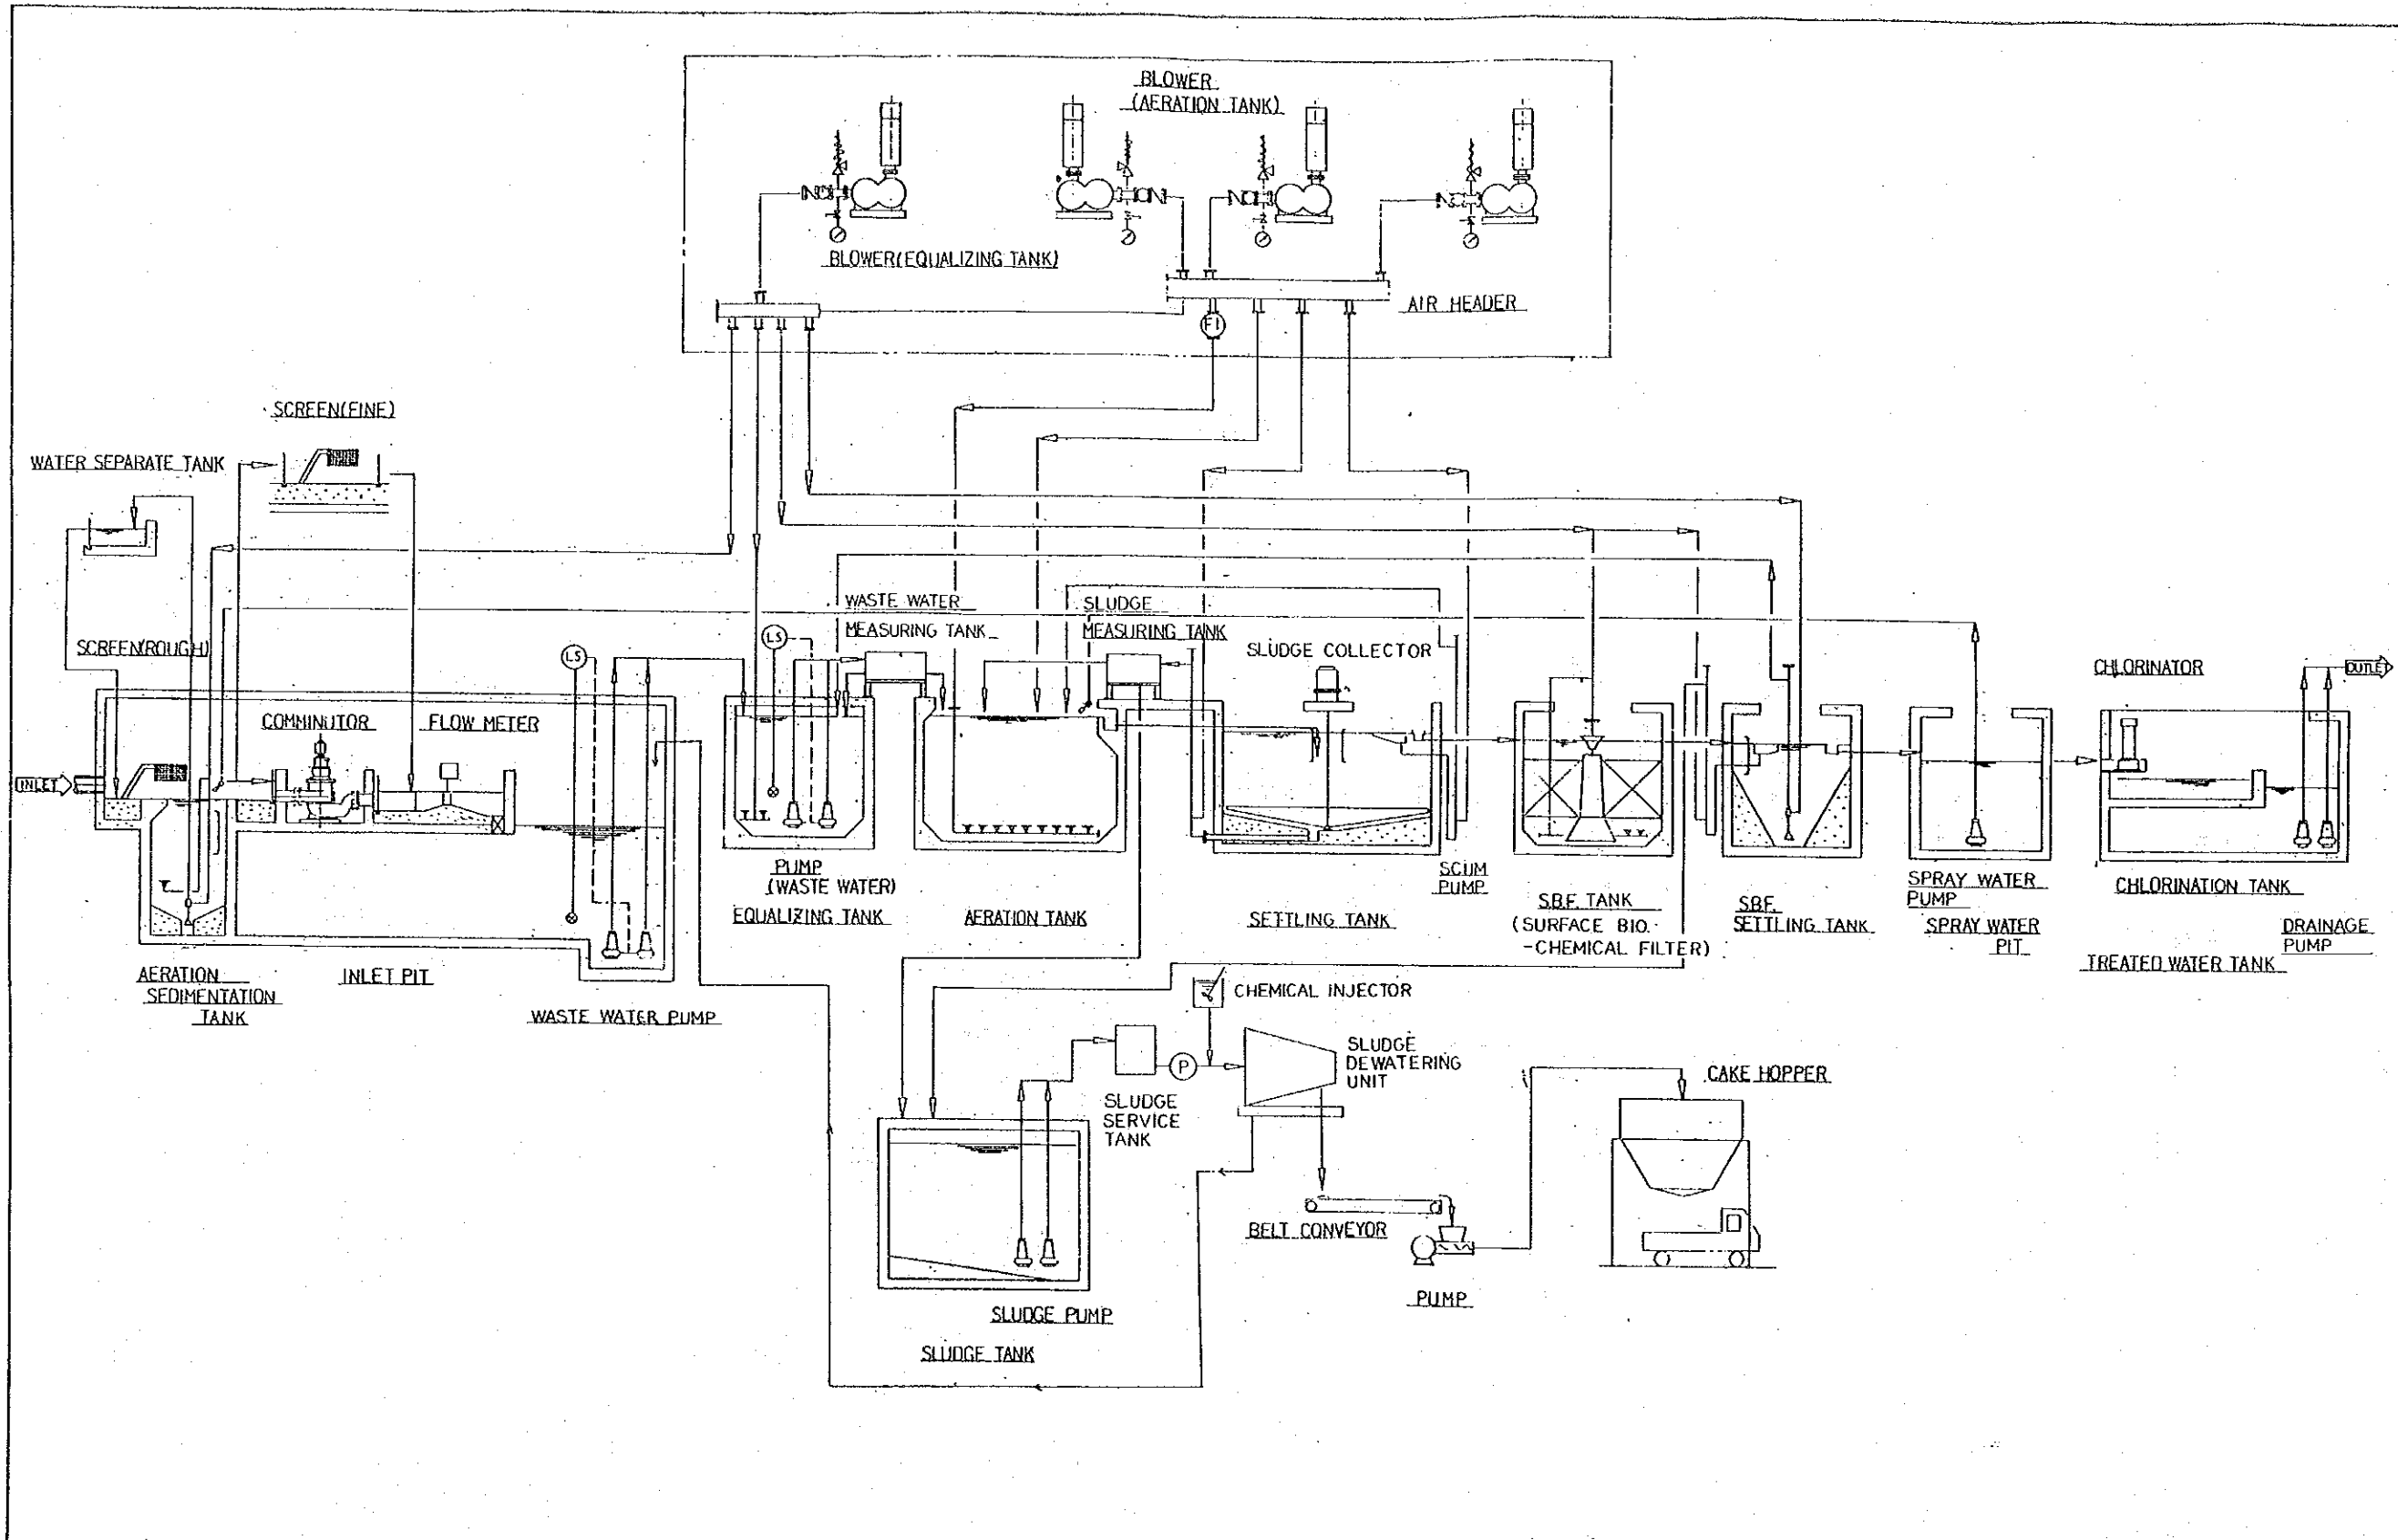 BLOWER
(AERATION TANK)
BLOWER(EQUALIZING TANK)
AIR HEADER
FI
SCREEN(FINE)
WATER SEPARATE TANK
SCREEN(ROUGH)
WASTE WATER
MEASURING TANK
SLUDGE
MEASURING TANK
SLUDGE COLLECTOR
LS
LS
COMMINUTOR
FLOW METER
CHLORINATOR
OUTLET
INLET
PUMP
(WASTE WATER)
EQUALIZING TANK
AERATION TANK
SETTLING TANK
SCUM
PUMP
S.B.F. TANK
(SURFACE BIO.
-CHEMICAL FILTER)
S.B.F.
SETTLING TANK
SPRAY WATER
PUMP
SPRAY WATER
PIT
CHLORINATION TANK
DRAINAGE
PUMP
TREATED WATER TANK
AERATION
SEDIMENTATION
TANK
INLET PIT
WASTE WATER PUMP
CHEMICAL INJECTOR
P
SLUDGE
SERVICE
TANK
SLUDGE
DEWATERING
UNIT
CAKE HOPPER
BELT CONVEYOR
PUMP
SLUDGE PUMP
SLUDGE TANK